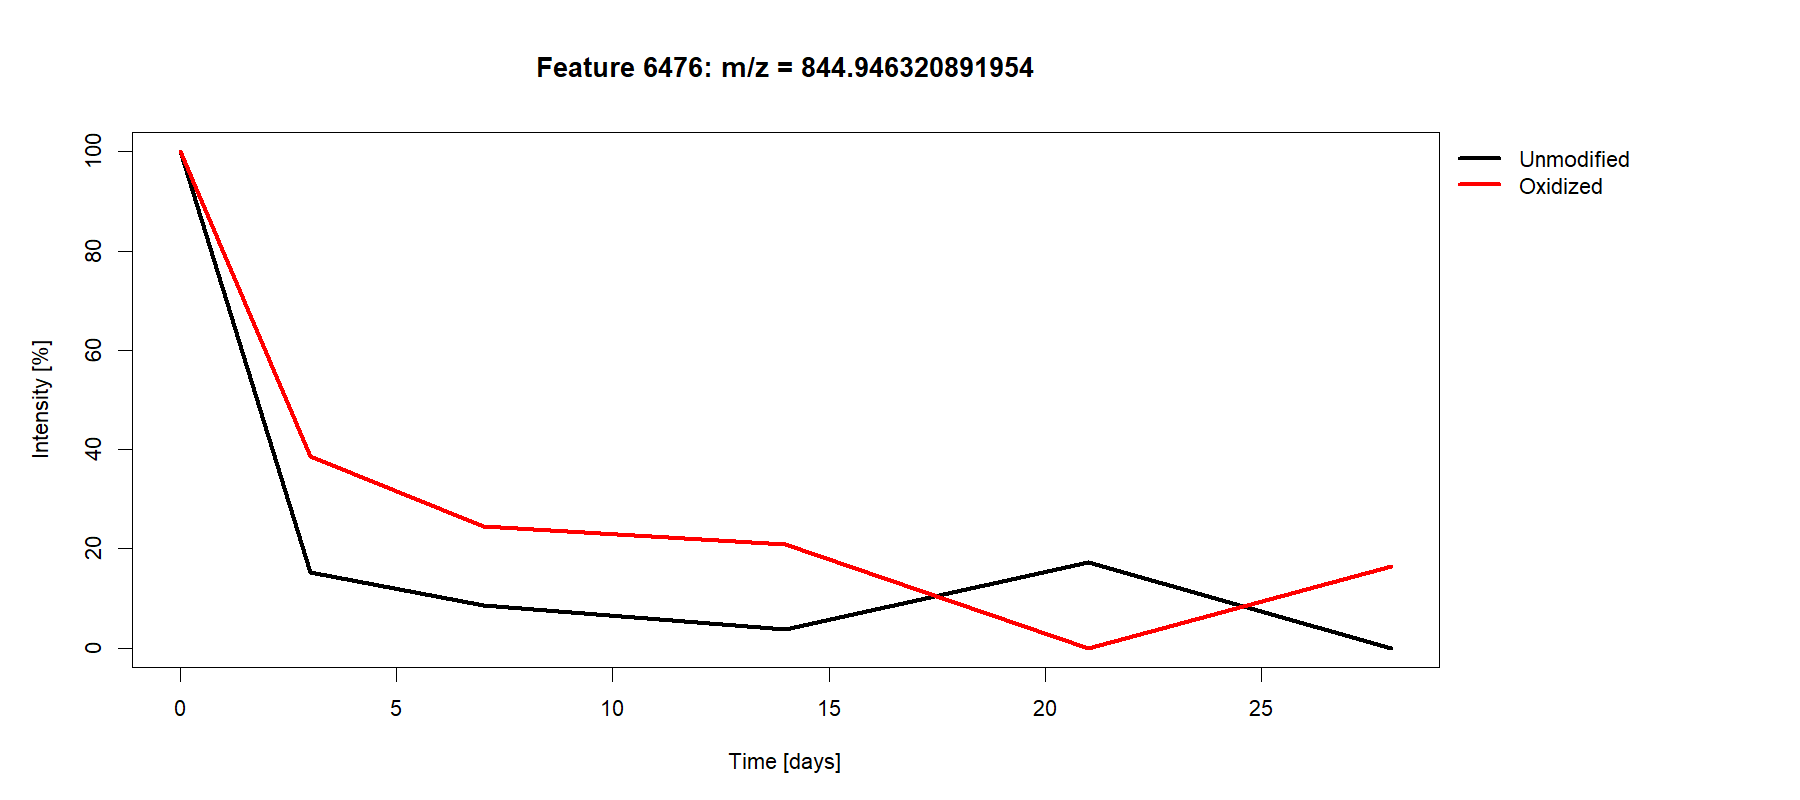 Feature 6476: m/z = 844.946320891954
Unmodified
Oxidized
Intensity [%]
100
80
60
40
20
0
0 5 10 15 20 25
Time [days]